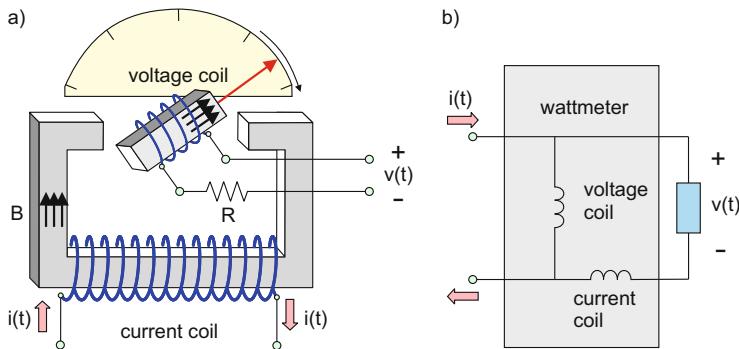 a)
voltage coil
+
v(t)
–
R
B
i(t)
i(t)
current coil
b)
i(t)
wattmeter
voltage
coil
+
v(t)
–
current
coil